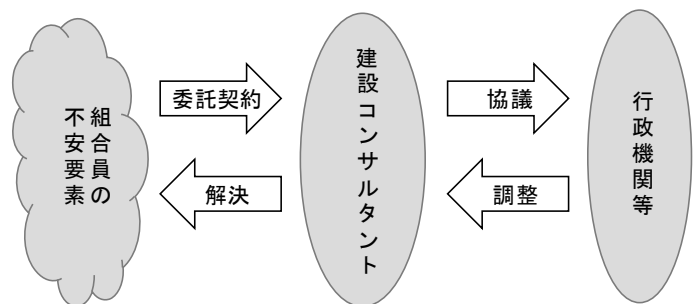 組合員の
不安要素
委託契約
解決
建設コンサルタント
協議
調整
行政機関等